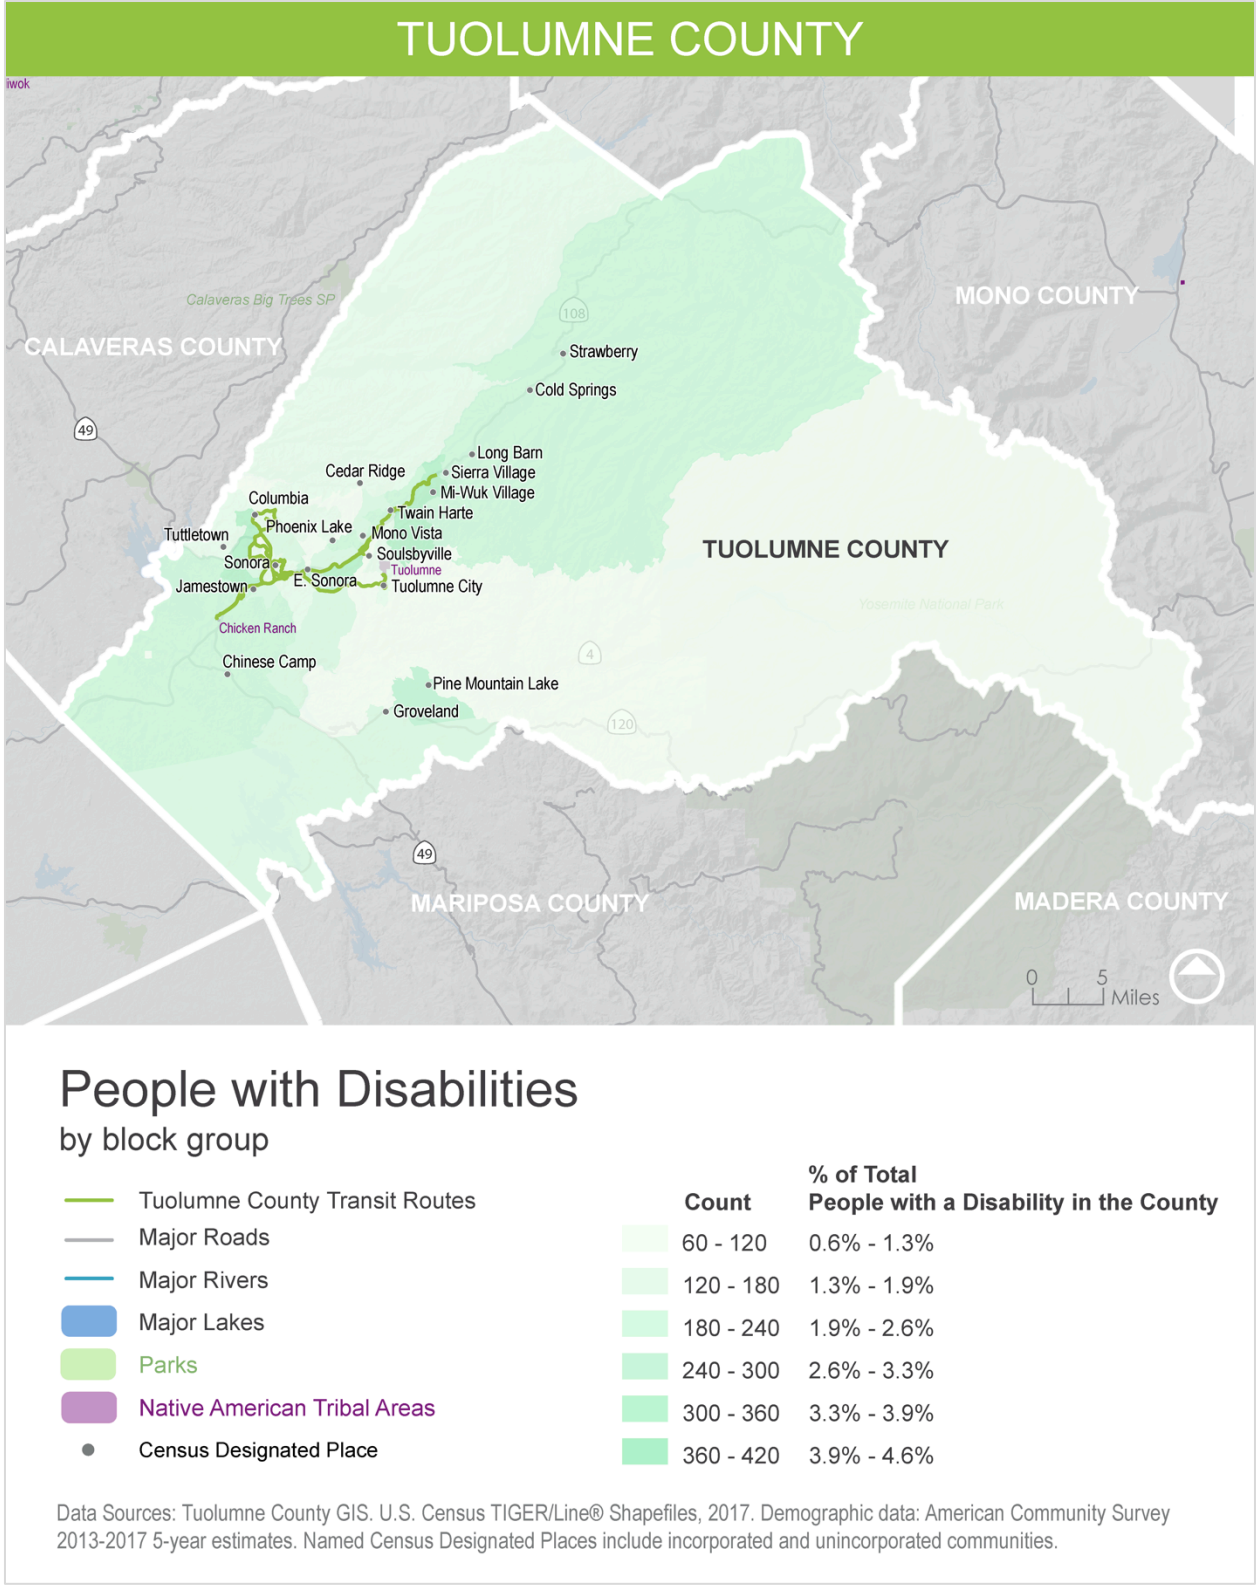 TUOLUMNE COUNTY
iwok
Calaveras Big Trees SP
MONO COUNTY
108
CALAVERAS COUNTY
Strawberry
Cold Springs
49
Long Barn
Cedar Ridge
Sierra Village
Mi-Wuk Village
Columbia
Twain Harte
Phoenix Lake
Mono Vista
Tuttletown
TUOLUMNE COUNTY
Soulsbyville
Sonora
Tuolumne
E. Sonora
Jamestown
Tuolumne City
Yosemite National Park
Chicken Ranch
4
Chinese Camp
Pine Mountain Lake
Groveland
120
49
MARIPOSA COUNTY
MADERA COUNTY
0 5
Miles
People with Disabilities
by block group
Tuolumne County Transit Routes
Major Roads
Major Rivers
Major Lakes
Parks
Native American Tribal Areas
Census Designated Place
% of Total
Count People with a Disability in the County
60 - 120 0.6% - 1.3%
120 - 180 1.3% - 1.9%
180 - 240 1.9% - 2.6%
240 - 300 2.6% - 3.3%
300 - 360 3.3% - 3.9%
360 - 420 3.9% - 4.6%
Data Sources: Tuolumne County GIS. U.S. Census TIGER/Line® Shapefiles, 2017. Demographic data: American Community Survey
2013-2017 5-year estimates. Named Census Designated Places include incorporated and unincorporated communities.